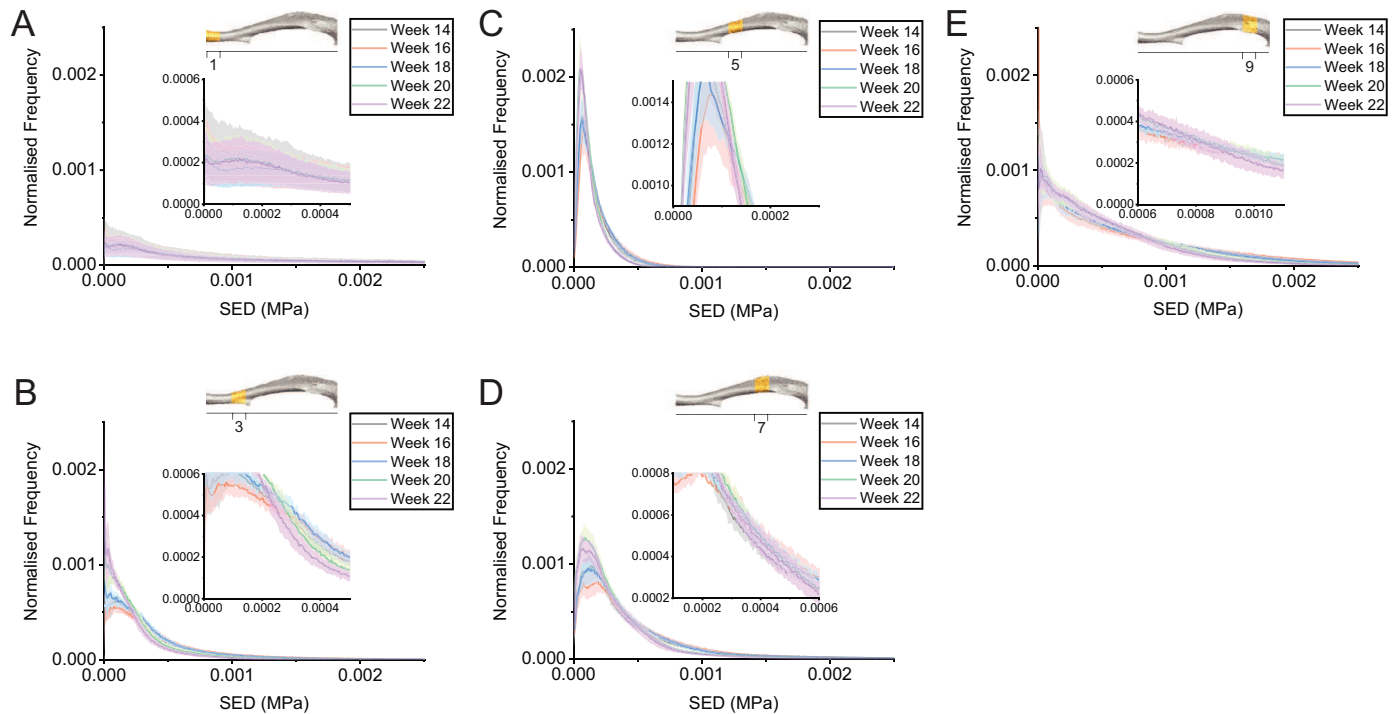 A
Normalised Frequency
0.002
0.001
0.000
0.000 0.001 0.002
SED (MPa)
1
Week 14
Week 16
Week 18
Week 20
Week 22
0.0006
0.0004
0.0002
0.0000
0.0000 0.0002 0.0004
C
Normalised Frequency
0.002
0.001
0.000
0.000 0.001 0.002
SED (MPa)
5
Week 14
Week 16
Week 18
Week 20
Week 22
0.0014
0.0012
0.0010
0.0000 0.0002
E
Normalised Frequency
0.002
0.001
0.000
0.000 0.001 0.002
SED (MPa)
9
Week 14
Week 16
Week 18
Week 20
Week 22
0.0006
0.0004
0.0002
0.0000
0.0006 0.0008 0.0010
B
Normalised Frequency
0.002
0.001
0.000
0.000 0.001 0.002
SED (MPa)
3
Week 14
Week 16
Week 18
Week 20
Week 22
0.0006
0.0004
0.0002
0.0000
0.0000 0.0002 0.0004
D
Normalised Frequency
0.002
0.001
0.000
0.000 0.001 0.002
SED (MPa)
7
Week 14
Week 16
Week 18
Week 20
Week 22
0.0008
0.0006
0.0004
0.0002
0.0002 0.0004 0.0006